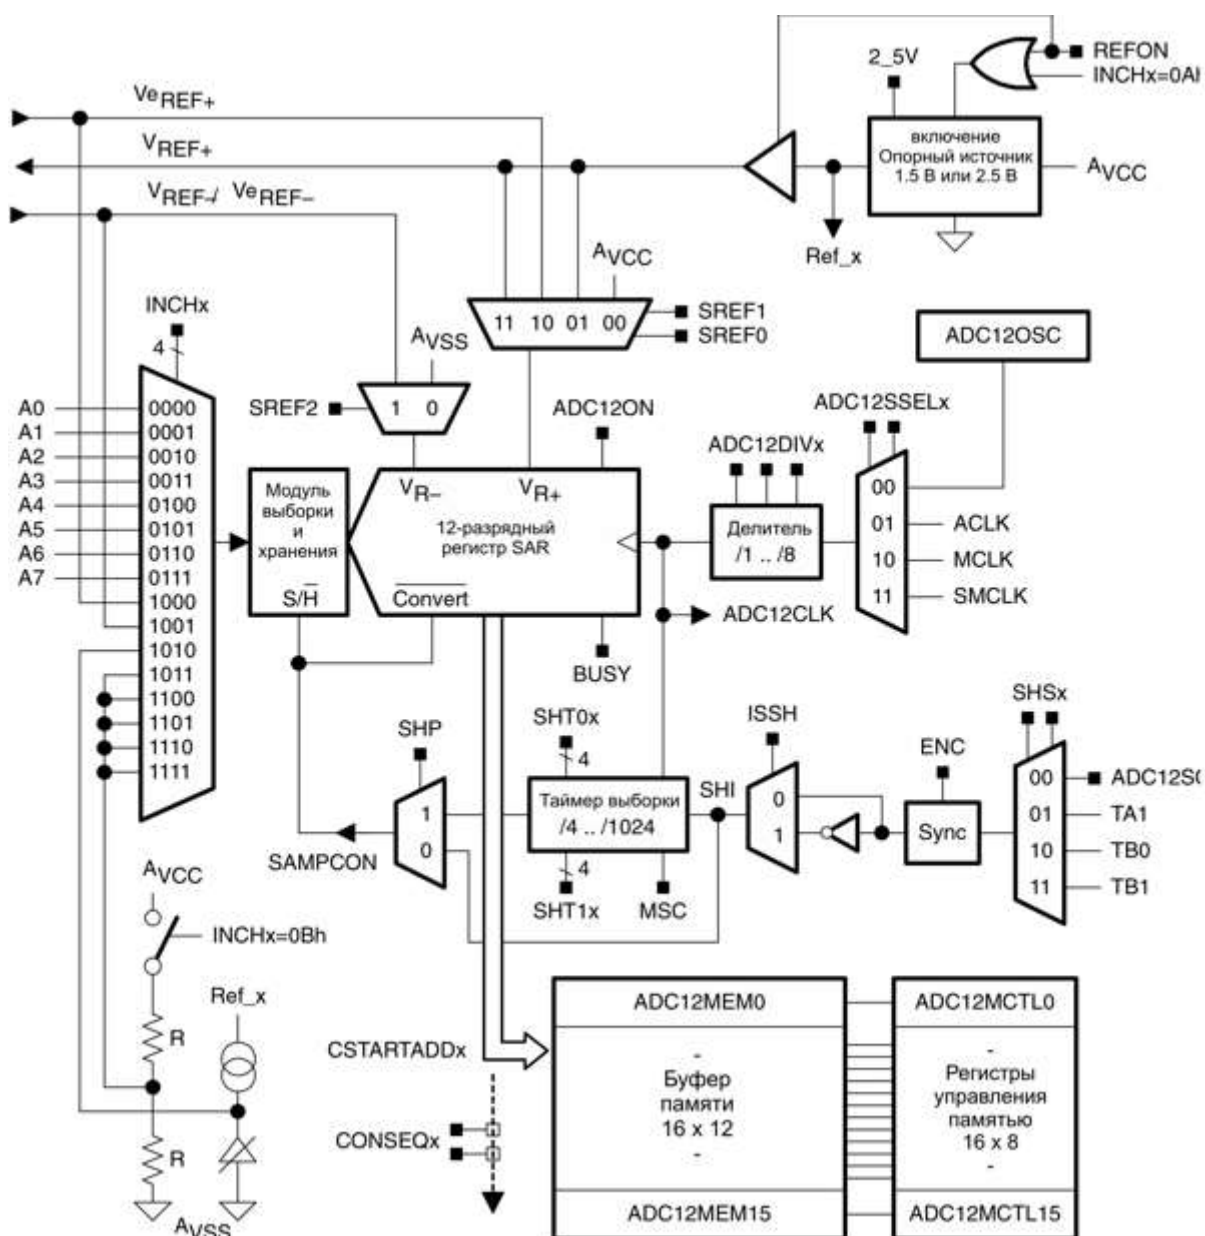 REFON
2_5V
INCHx=0Ah
VeREF+
VREF+
VREF-/ VeREF-
включение
Опорный источник
1.5 В или 2.5 В
AVCC
Ref_x
AVCC
INCHx
4
11 10 01 00
SREF1
SREF0
ADC12OSC
AVSS
SREF2
1 0
ADC12ON
ADC12SSELx
ADC12DIVx
A0 0000
A1 0001
A2 0010
A3 0011
A4 0100
A5 0101
A6 0110
A7 0111
1000
1001
1010
1011
1100
1101
1110
1111
Модуль
выборки
и
хранения
S/H
VR-
VR+
12-разрядный
регистр SAR
Convert
BUSY
Делитель
/1 .. /8
00
01 ACLK
10 MCLK
11 SMCLK
ADC12CLK
SHP
1
0
SAMPCON
SHT0x
4
Таймер выборки
/4 .. /1024
4
SHT1x
MSC
SHI
ISSH
0
1
ENC
Sync
SHSx
00 ADC12S
01 TA1
10 TB0
11 TB1
AVCC
INCHx=0Bh
Ref_x
R
R
AVSS
CSTARTADDx
CONSEQx
ADC12MEM0
-
Буфер
памяти
16 x 12
-
ADC12MEM15
ADC12MCTL0
-
Регистры
управления
памятью
16 x 8
-
ADC12MCTL15